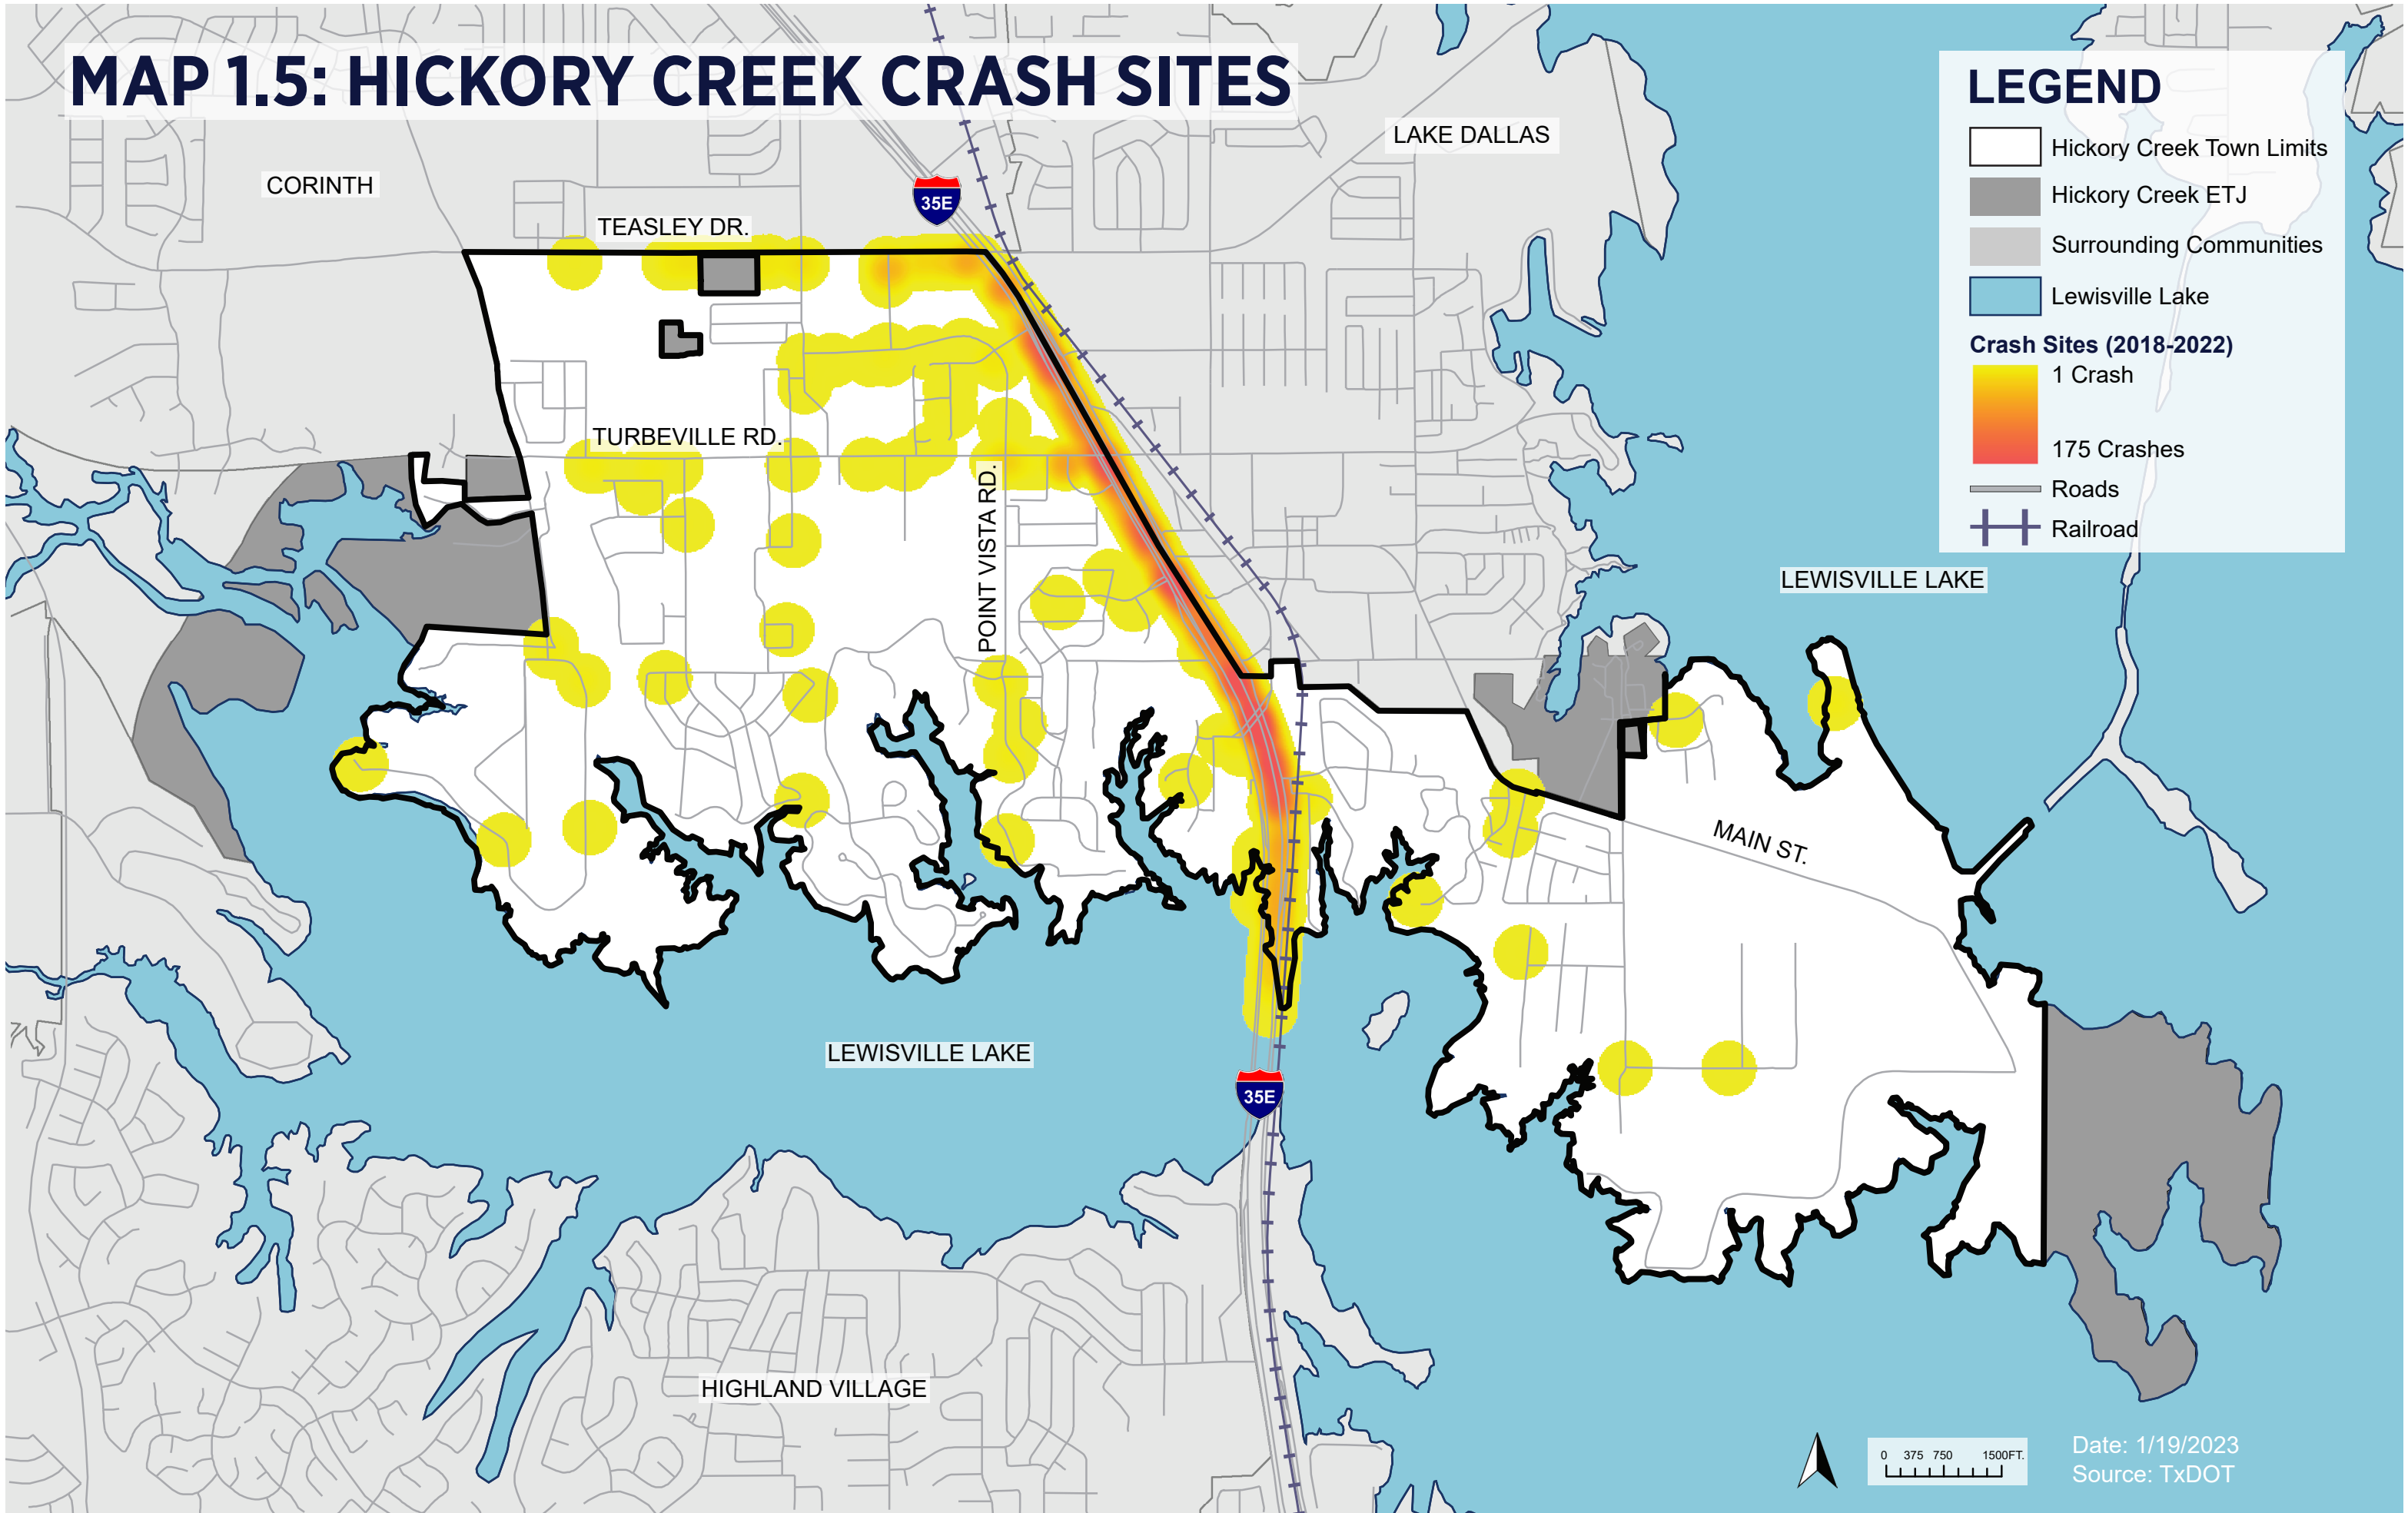 MAP 1.5: HICKORY CREEK CRASH SITES
LEGEND
Hickory Creek Town Limits
Hickory Creek ETJ
Surrounding Communities
Lewisville Lake
Crash Sites (2018-2022)
1 Crash
175 Crashes
Roads
Railroad
LAKE DALLAS
CORINTH
35E
TEASLEY DR.
TURBEVILLE RD.
POINT VISTA RD.
LEWISVILLE LAKE
MAIN ST.
LEWISVILLE LAKE
35E
HIGHLAND VILLAGE
0 375 750 1500FT.
Date: 1/19/2023
Source: TxDOT